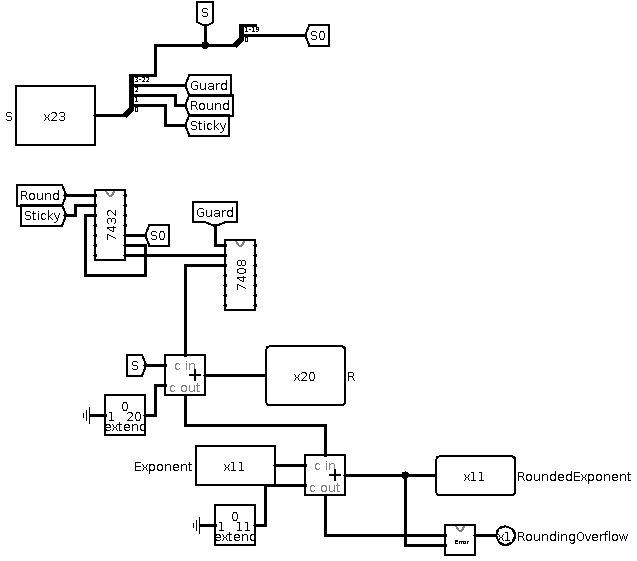 S
1-19
0
S0
3-22
2
1
0
Guard
Round
Sticky
S
x23
Round
Sticky
7432
S0
Guard
7408
S
c in
+
c out
x20
R
0
1 20
extend
Exponent
x11
c in
+
c out
x11
RoundedExponent
0
1 11
extend
Error
x1
RoundingOverflow